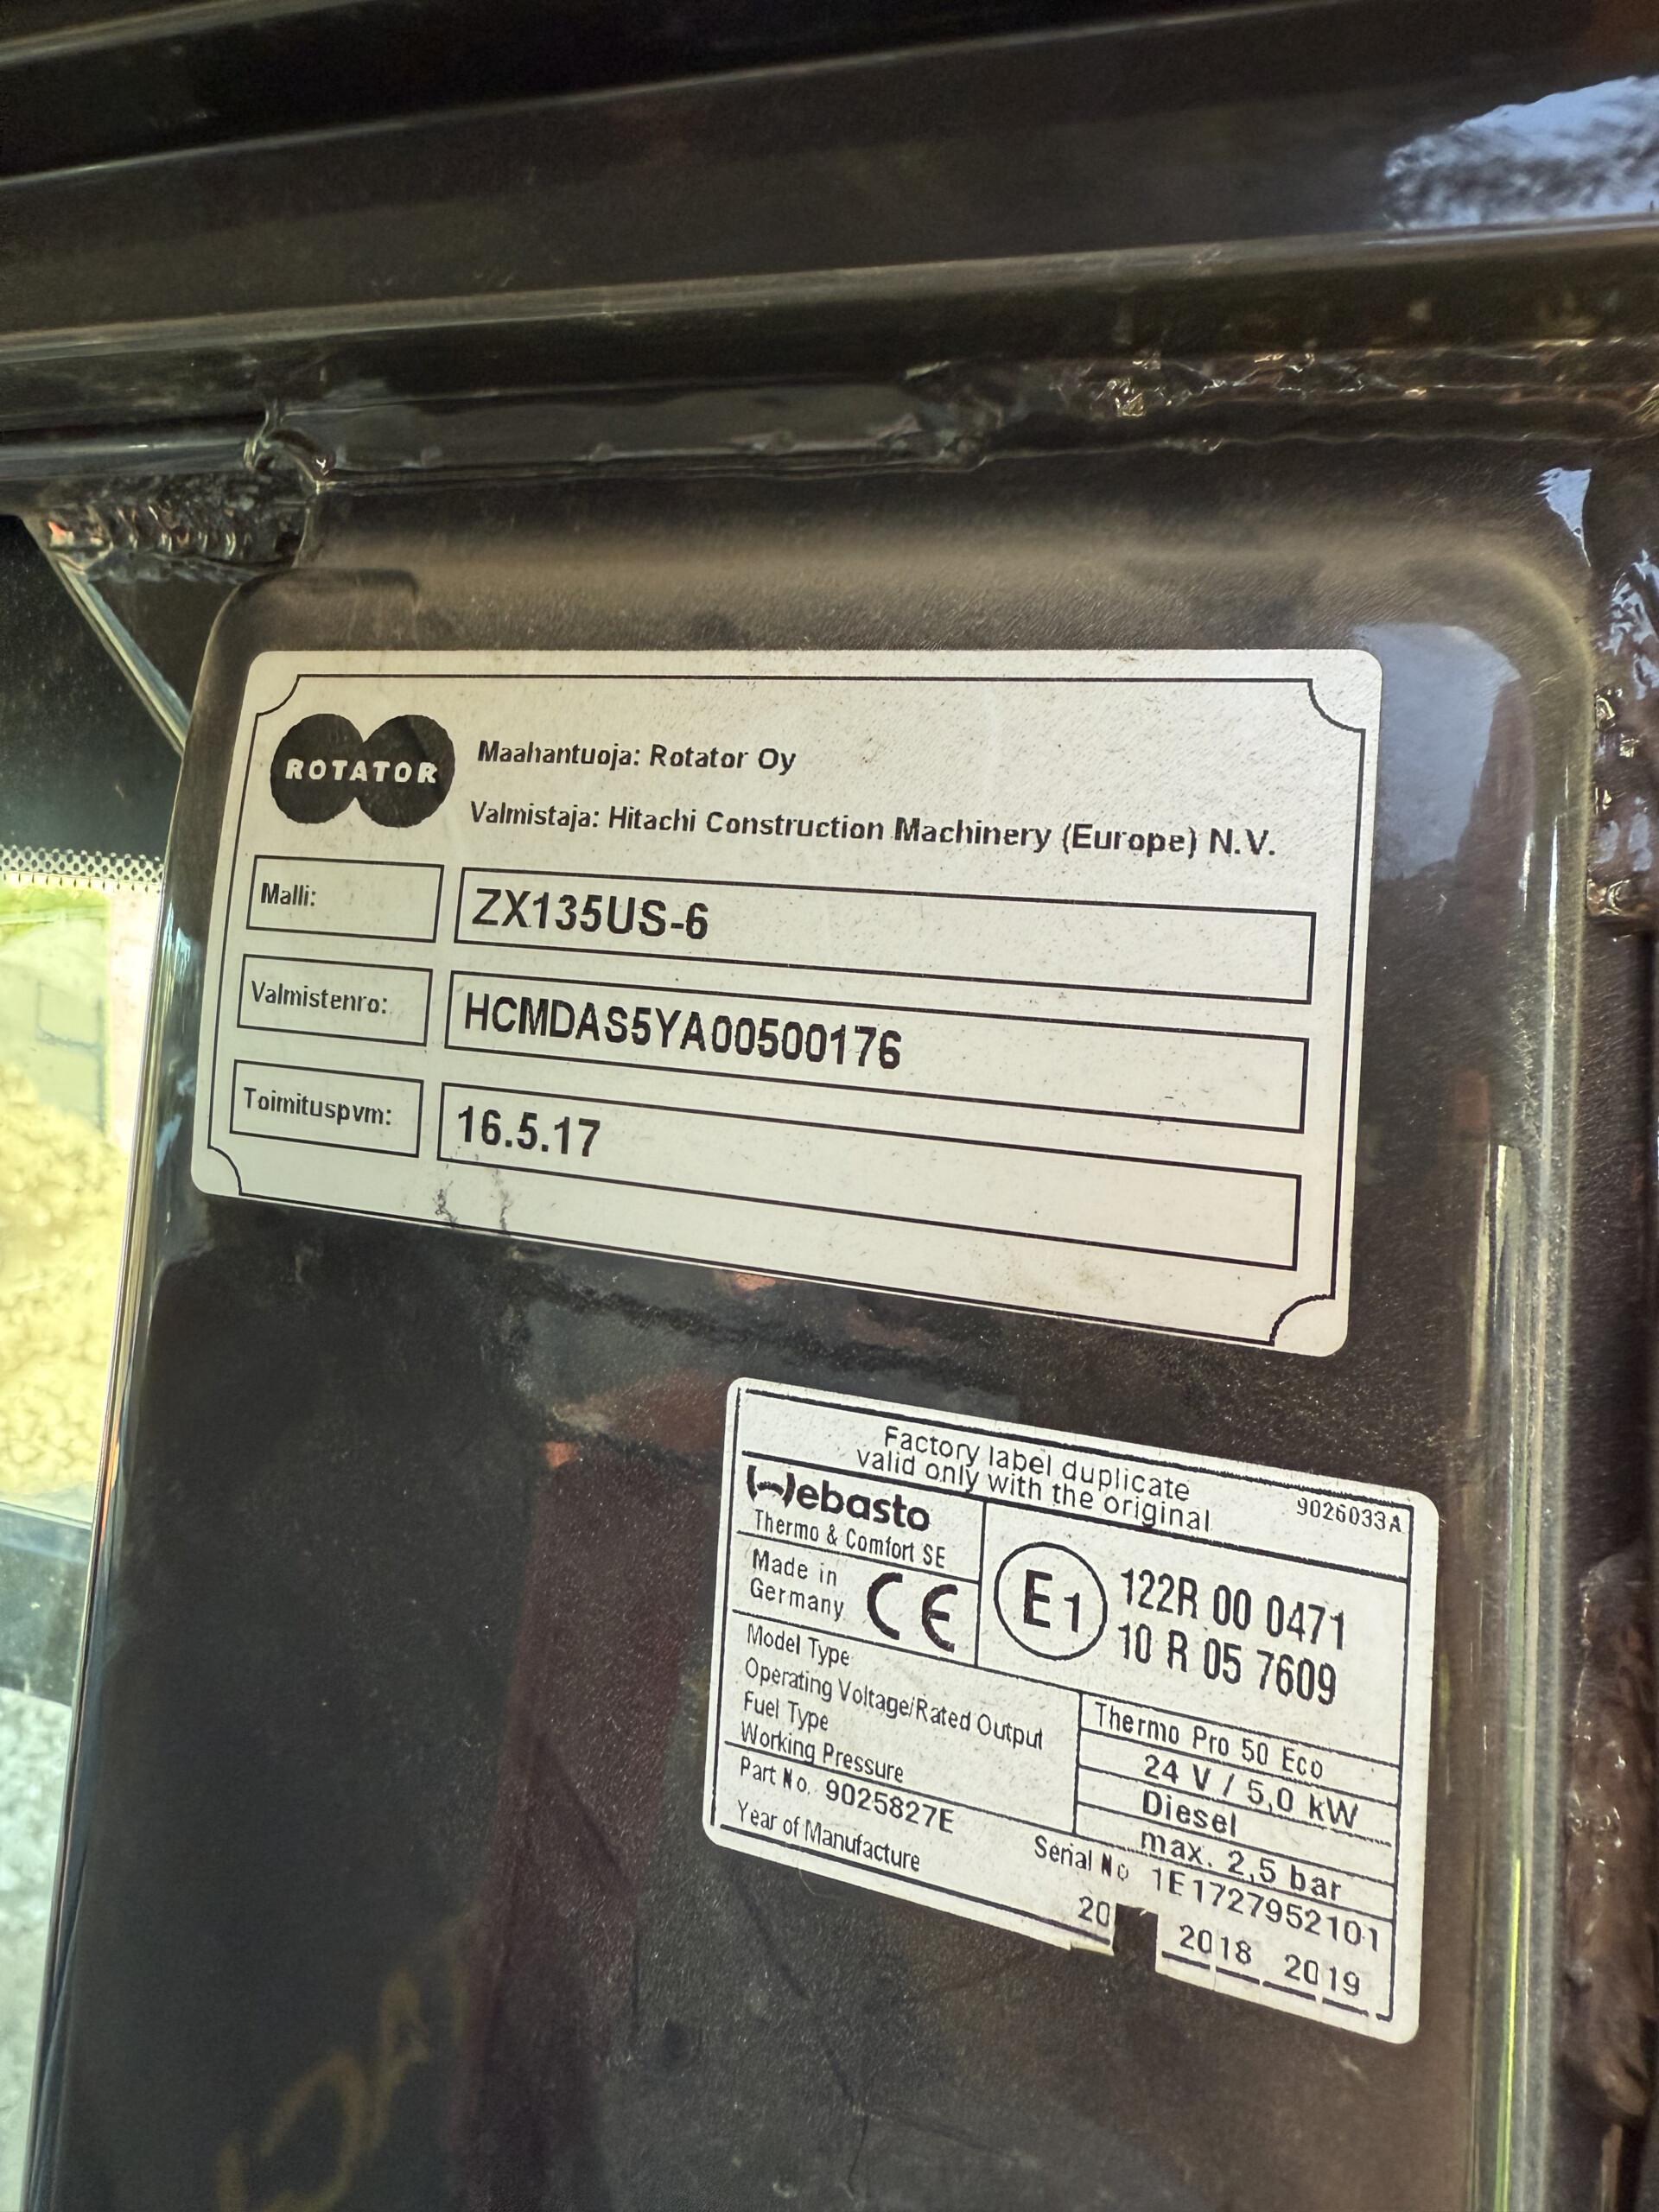 ROTATOR
Maahantuoja: Rotator Oy
Valmistaja: Hitachi Construction Machinery (Europe) N.V.
Malli: ZX135US-6
Valmistenro: HCMDAS5YA00500176
Toimituspvm: 16.5.17
Factory label duplicate
valid only with the original
9026033A
Webasto
Thermo & Comfort SE
Made in
Germany
CE
E1
122R 00 0471
10 R 05 7609
Model Type Thermo Pro 50 Eco
Operating Voltage/Rated Output 24 V / 5,0 kW
Fuel Type Diesel
Working Pressure max. 2,5 bar
Part No. 9025827E Serial No 1E1727952101
Year of Manufacture 20 2018 2019